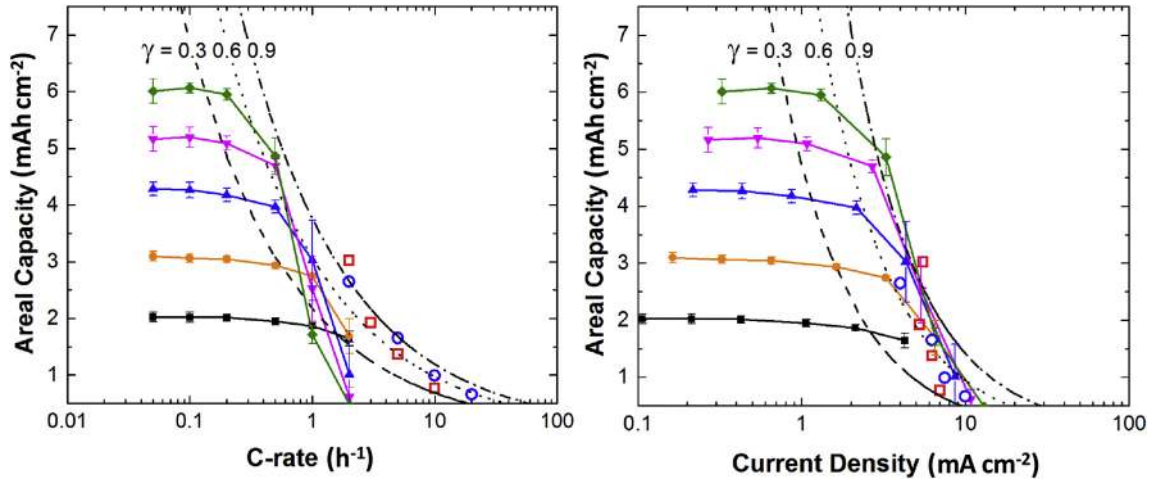 7
6
5
4
3
2
1
γ = 0.3 0.6 0.9
Areal Capacity (mAh cm⁻²)
0.01 0.1 1 10 100
C-rate (h⁻¹)
7
6
5
4
3
2
1
γ = 0.3 0.6 0.9
Areal Capacity (mAh cm⁻²)
0.1 1 10 100
Current Density (mA cm⁻²)